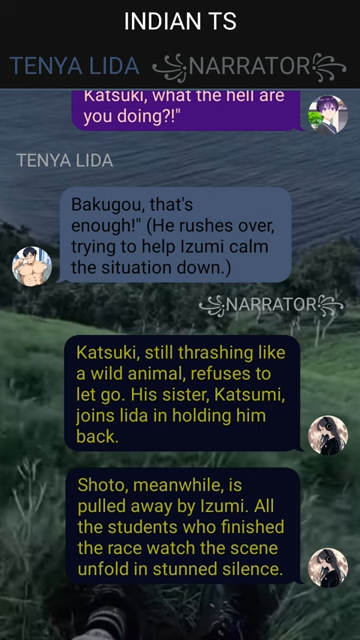 INDIAN TS
TENYA LIDA ꧁NARRATOR꧂
Katsuki, what the hell are
you doing?!"
TENYA LIDA
Bakugou, that's
enough!" (He rushes over,
trying to help Izumi calm
the situation down.)
꧁NARRATOR꧂
Katsuki, still thrashing like
a wild animal, refuses to
let go. His sister, Katsumi,
joins lida in holding him
back.
Shoto, meanwhile, is
pulled away by Izumi. All
the students who finished
the race watch the scene
unfold in stunned silence.